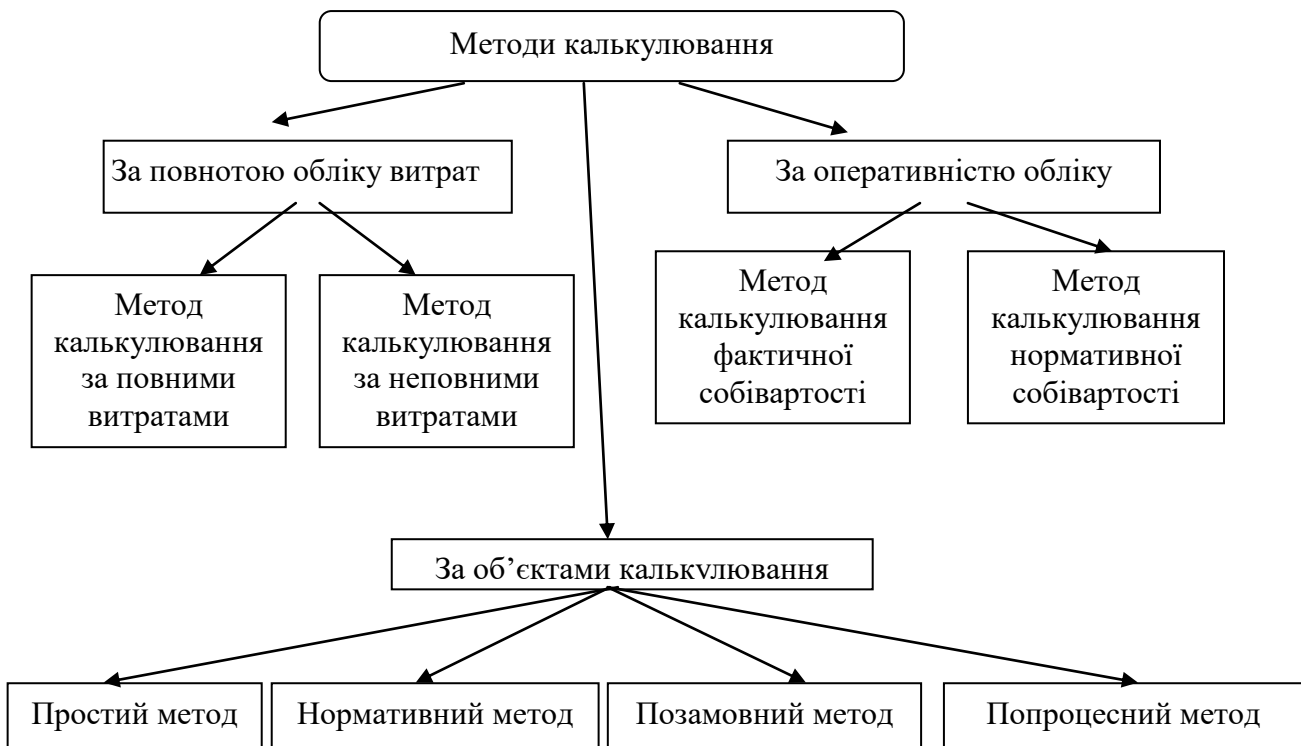 Методи калькулювання
За повнотою обліку витрат
За оперативністю обліку
Метод
калькулювання
за повними
витратами
Метод
калькулювання
за неповними
витратами
Метод
калькулювання
фактичної
собівартості
Метод
калькулювання
нормативної
собівартості
За об’єктами калькулювання
Простий метод
Нормативний метод
Позамовний метод
Попроцесний метод